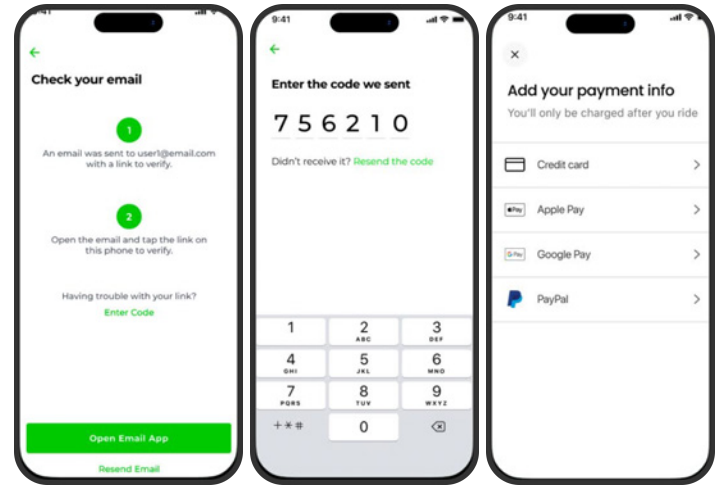 9:41
Check your email
1
An email was sent to user1@email.com
with a link to verify.
2
Open the email and tap the link on
this phone to verify.
Having trouble with your link?
Enter Code
Open Email App
Resend Email
9:41
Enter the code we sent
7 5 6 2 1 0
Didn't receive it? Resend the code
1 2 ABC 3 DEF
4 GHI 5 JKL 6 MNO
7 PQRS 8 TUV 9 WXYZ
+*# 0
9:41
Add your payment info
You'll only be charged after you ride
Credit card
Pay Apple Pay
G Pay Google Pay
PayPal